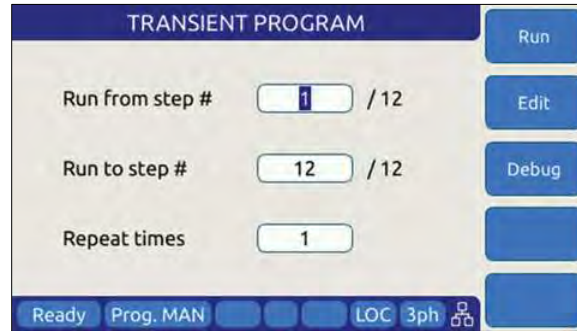 TRANSIENT PROGRAM
Run
Run from step # 1 / 12
Edit
Run to step # 12 / 12
Debug
Repeat times 1
Ready Prog. MAN LOC 3ph